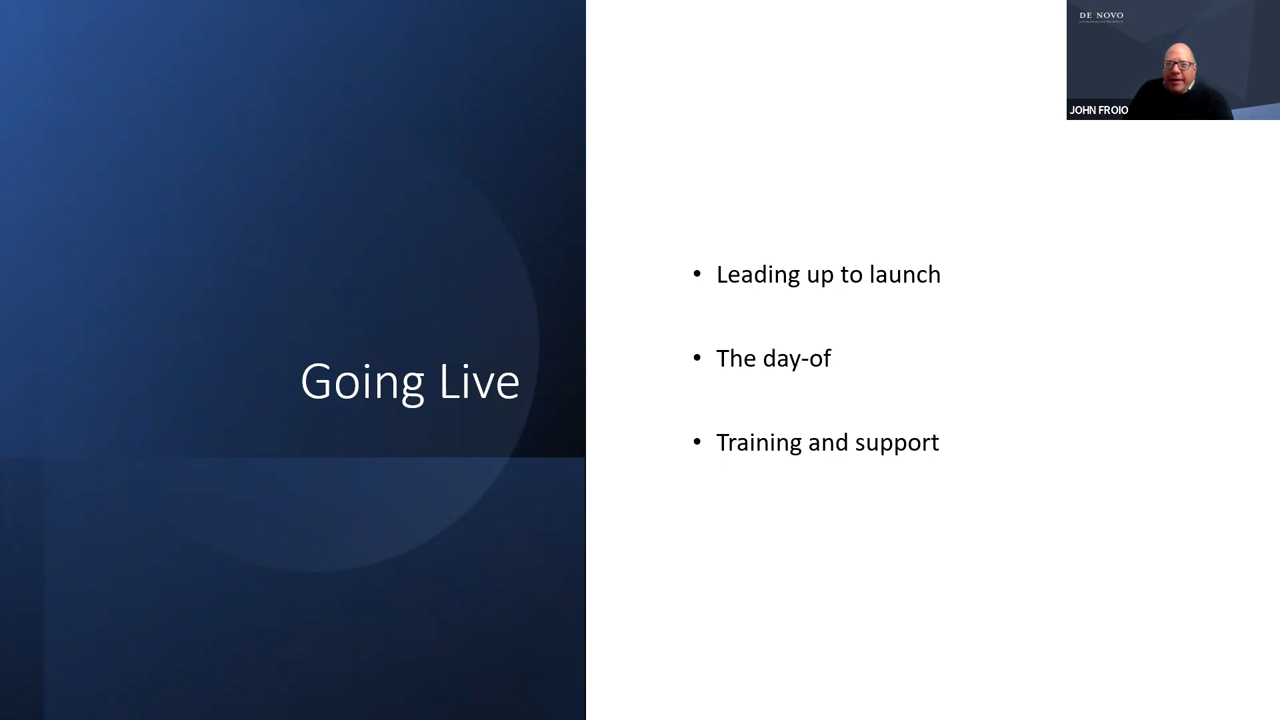 DE NOVO
JOHN FROIO
Going Live
• Leading up to launch
• The day-of
• Training and support